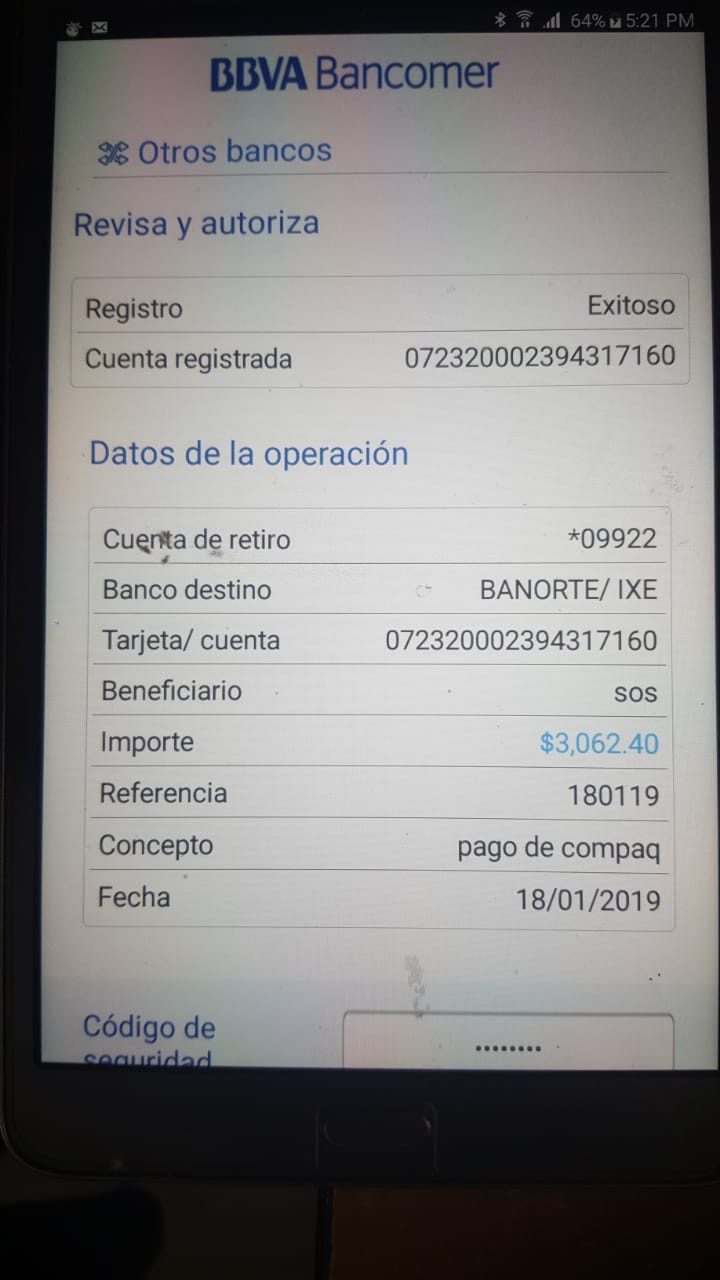 64% 5:21 PM
BBVA Bancomer
Otros bancos
Revisa y autoriza
Registro Exitoso
Cuenta registrada 072320002394317160
Datos de la operación
Cuenta de retiro *09922
Banco destino BANORTE/ IXE
Tarjeta/ cuenta 072320002394317160
Beneficiario sos
Importe $3,062.40
Referencia 180119
Concepto pago de compaq
Fecha 18/01/2019
Código de ••••••••
seguridad